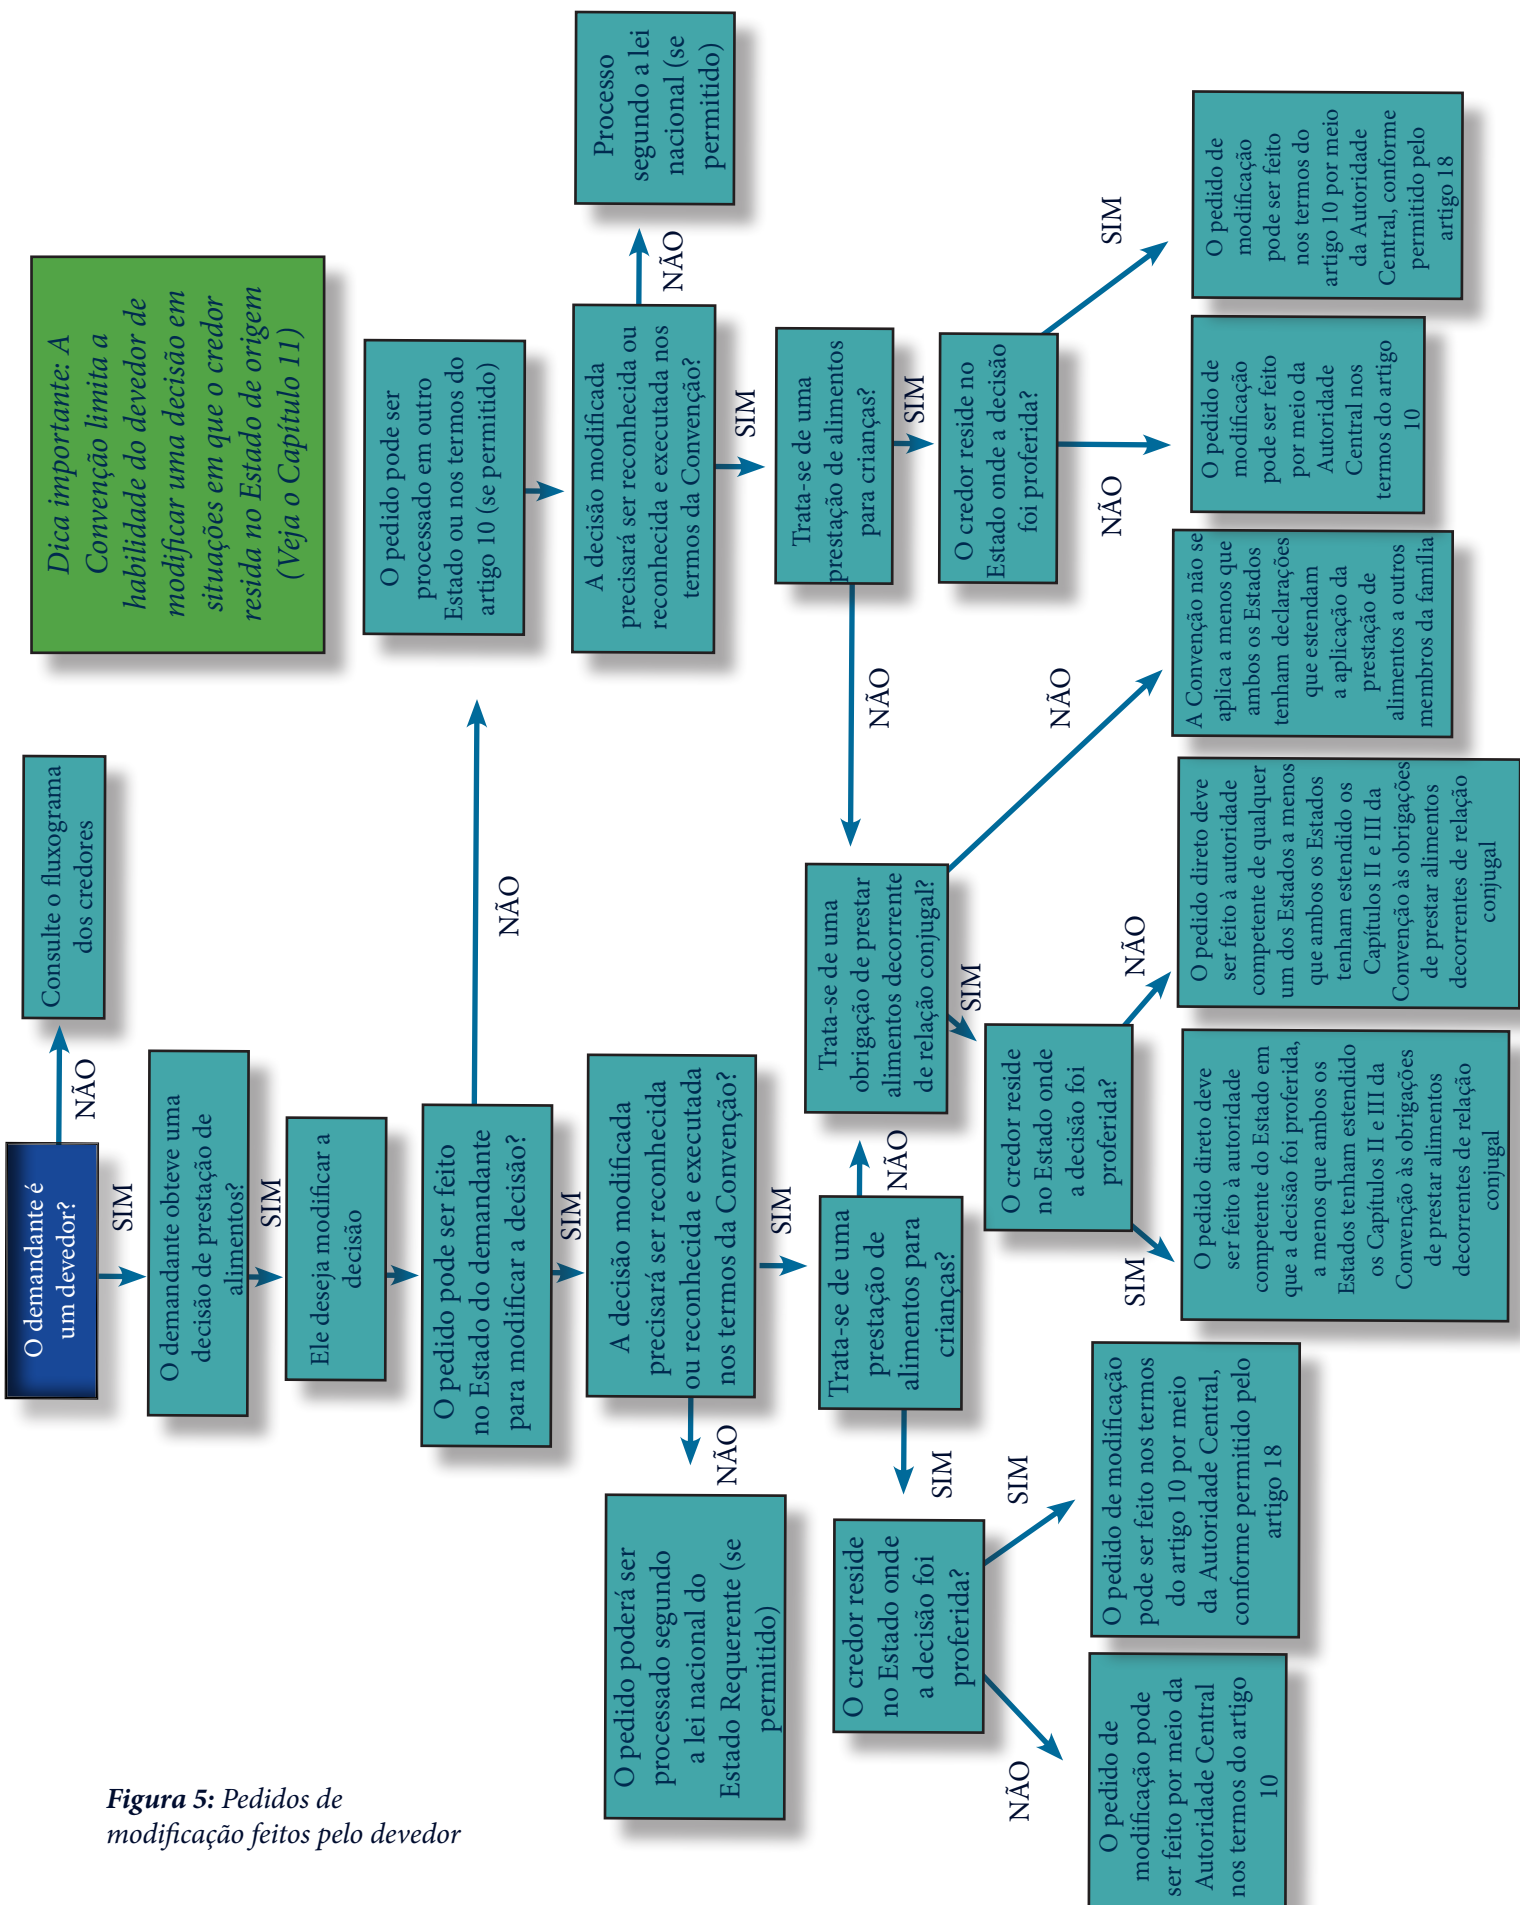 O demandante é
um devedor?
NÃO
Consulte o fluxograma
dos credores
SIM
O demandante obteve uma
decisão de prestação de
alimentos?
SIM
Ele deseja modificar a
decisão
O pedido pode ser feito
no Estado do demandante
para modificar a decisão?
NÃO
SIM
Dica importante: A
Convenção limita a
habilidade do devedor de
modificar uma decisão em
situações em que o credor
resida no Estado de origem
(Veja o Capítulo 11)
O pedido pode ser
processado em outro
Estado ou nos termos do
artigo 10 (se permitido)
A decisão modificada
precisará ser reconhecida ou
reconhecida e executada nos
termos da Convenção?
NÃO
Processo
segundo a lei
nacional (se
permitido)
SIM
Trata-se de uma
prestação de alimentos
para crianças?
SIM
NÃO
O credor reside no
Estado onde a decisão
foi proferida?
SIM
NÃO
O pedido de
modificação
pode ser feito
nos termos do
artigo 10 por meio
da Autoridade
Central, conforme
permitido pelo
artigo 18
O pedido de
modificação
pode ser feito
por meio da
Autoridade
Central nos
termos do artigo
10
A decisão modificada
precisará ser reconhecida
ou reconhecida e executada
nos termos da Convenção?
NÃO
SIM
O pedido poderá ser
processado segundo
a lei nacional do
Estado Requerente (se
permitido)
Trata-se de uma
prestação de
alimentos para
crianças?
NÃO
SIM
Trata-se de uma
obrigação de prestar
alimentos decorrente
de relação conjugal?
NÃO
SIM
A Convenção não se
aplica a menos que
ambos os Estados
tenham declarações
que estendam
a aplicação da
prestação de
alimentos a outros
membros da família
O credor reside
no Estado onde
a decisão foi
proferida?
NÃO
SIM
O pedido direto deve
ser feito à autoridade
competente de qualquer
um dos Estados a menos
que ambos os Estados
tenham estendido os
Capítulos II e III da
Convenção às obrigações
de prestar alimentos
decorrentes de relação
conjugal
O pedido direto deve
ser feito à autoridade
competente do Estado em
que a decisão foi proferida,
a menos que ambos os
Estados tenham estendido
os Capítulos II e III da
Convenção às obrigações
de prestar alimentos
decorrentes de relação
conjugal
O credor reside
no Estado onde
a decisão foi
proferida?
SIM
NÃO
O pedido de modificação
pode ser feito nos termos
do artigo 10 por meio
da Autoridade Central,
conforme permitido pelo
artigo 18
O pedido de
modificação pode
ser feito por meio da
Autoridade Central
nos termos do artigo
10
Figura 5: Pedidos de
modificação feitos pelo devedor